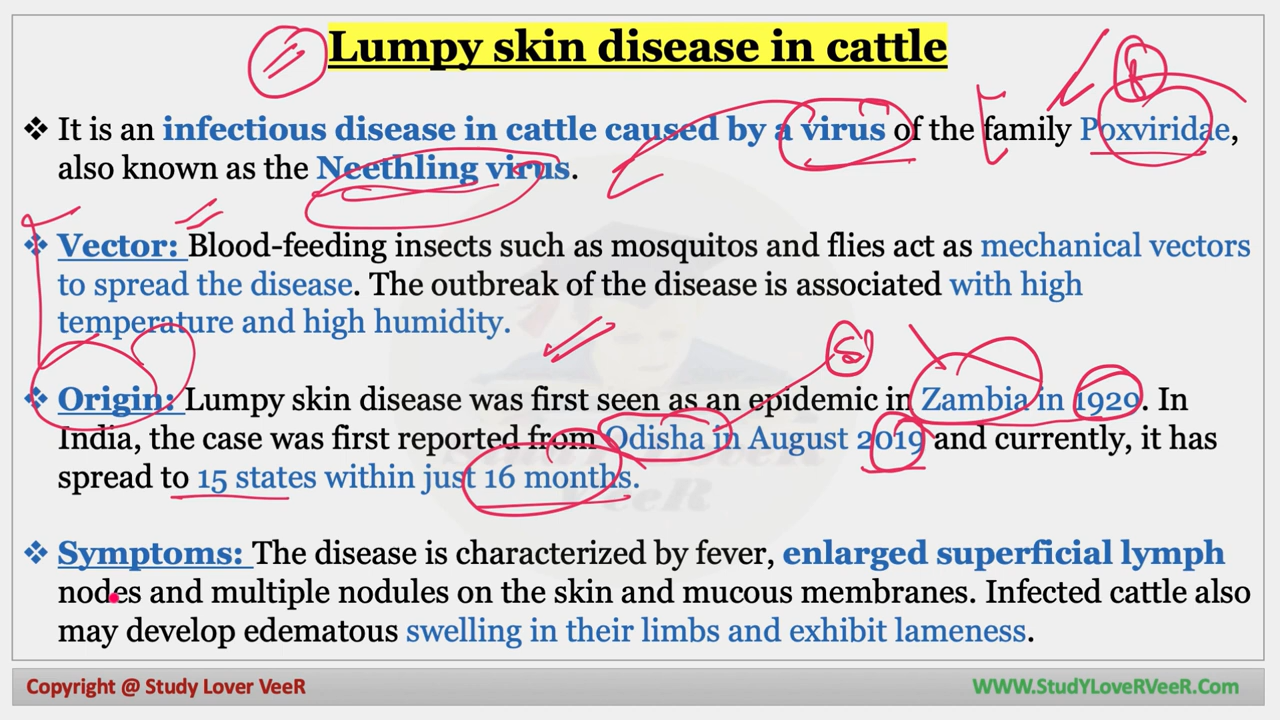 Lumpy skin disease in cattle
❖ It is an infectious disease in cattle caused by a virus of the family Poxviridae,
also known as the Neethling virus.
❖ Vector: Blood-feeding insects such as mosquitos and flies act as mechanical vectors
to spread the disease. The outbreak of the disease is associated with high
temperature and high humidity.
❖ Origin: Lumpy skin disease was first seen as an epidemic in Zambia in 1929. In
India, the case was first reported from Odisha in August 2019 and currently, it has
spread to 15 states within just 16 months.
❖ Symptoms: The disease is characterized by fever, enlarged superficial lymph
nodes and multiple nodules on the skin and mucous membranes. Infected cattle also
may develop edematous swelling in their limbs and exhibit lameness.
Copyright @ Study Lover VeeR
WWW.StudYLoveRVeeR.Com